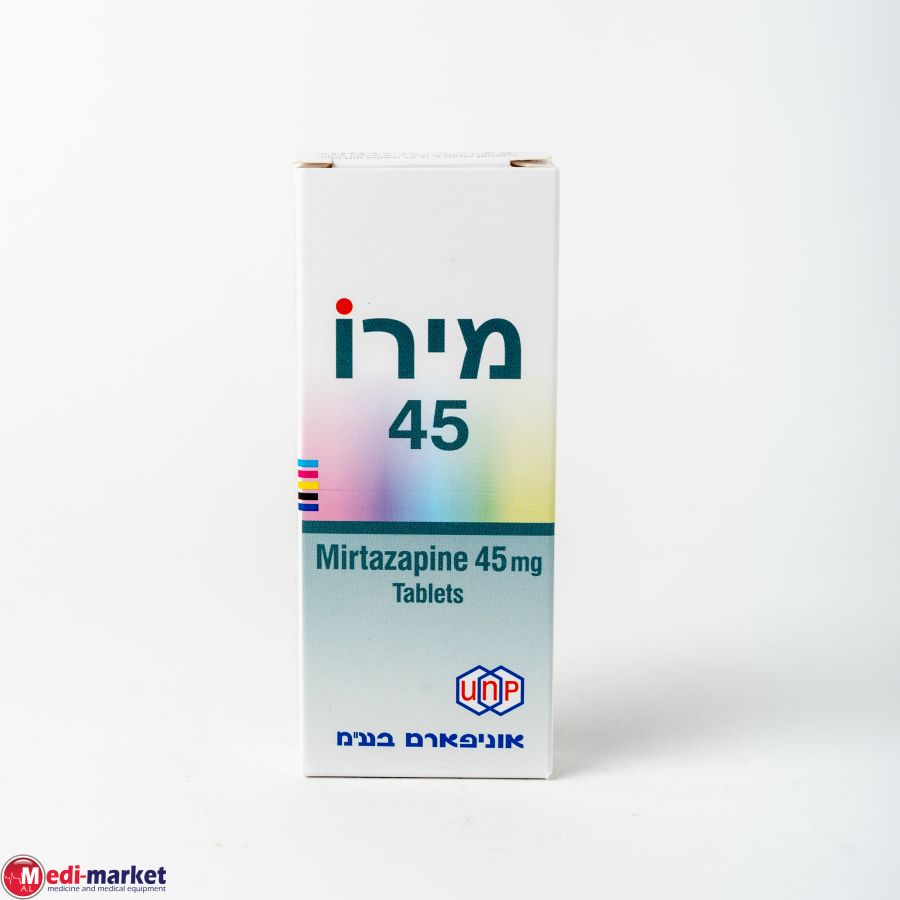 מירו
45
Mirtazapine 45 mg
Tablets
unp
אוניפארם בע"מ
Medi-market
A.L
medicine and medical equipment